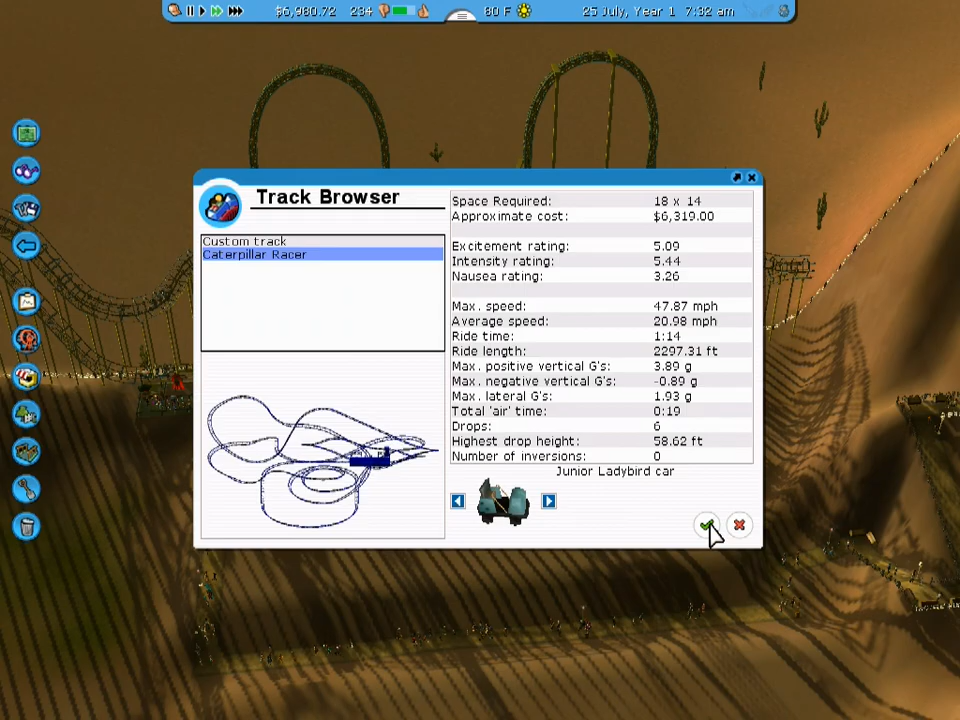 $6,980.72 294 80 F 25 July, Year 1 7:32 am
Track Browser
Custom track
Caterpillar Racer
Space Required: 18 x 14
Approximate cost: $6,319.00
Excitement rating: 5.09
Intensity rating: 5.44
Nausea rating: 3.26
Max. speed: 47.87 mph
Average speed: 20.98 mph
Ride time: 1:14
Ride length: 2297.31 ft
Max. positive vertical G's: 3.89 g
Max. negative vertical G's: -0.89 g
Max. lateral G's: 1.93 g
Total 'air' time: 0:19
Drops: 6
Highest drop height: 58.62 ft
Number of inversions: 0
Junior Ladybird car